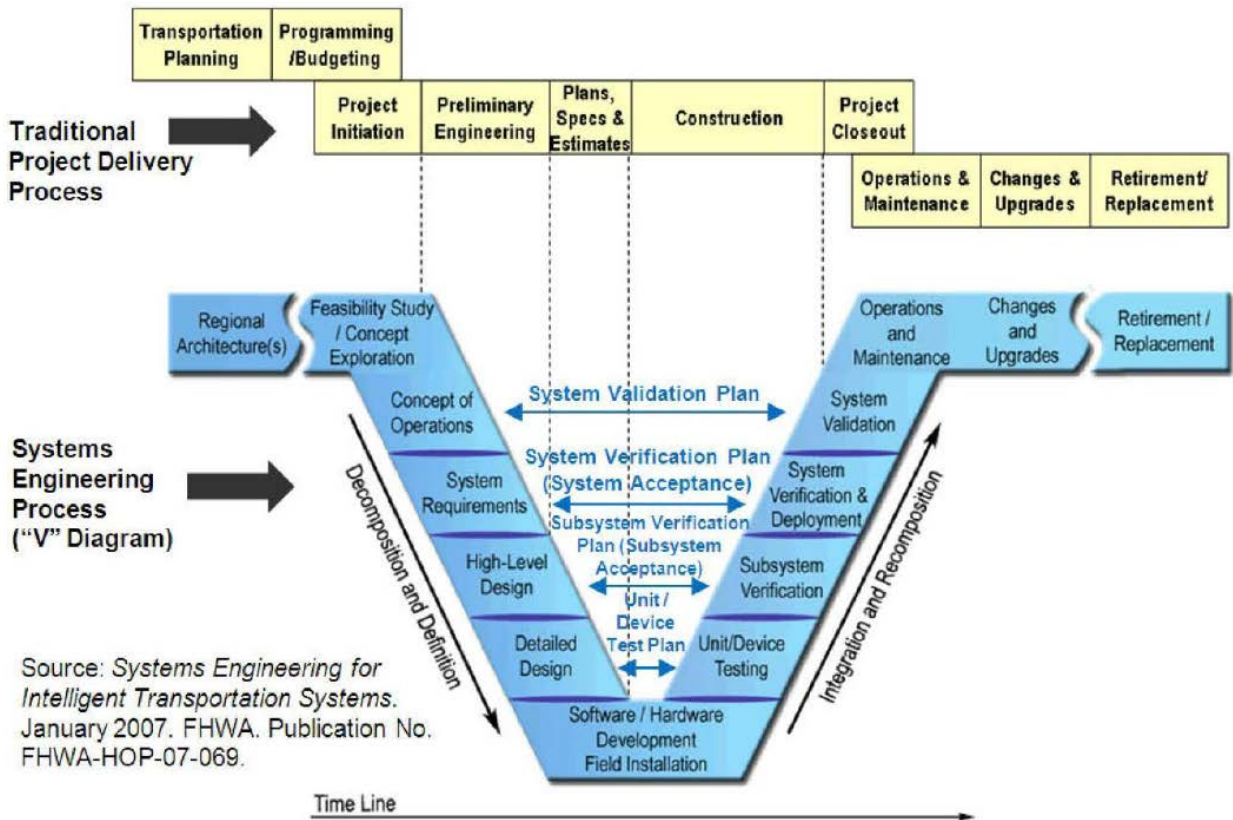 Transportation
Planning
Programming
/Budgeting
Traditional
Project Delivery
Process
Project
Initiation
Preliminary
Engineering
Plans,
Specs &
Estimates
Construction
Project
Closeout
Operations &
Maintenance
Changes &
Upgrades
Retirement/
Replacement
Regional
Architecture(s)
Feasibility Study
/ Concept
Exploration
Operations
and
Maintenance
Changes
and
Upgrades
Retirement /
Replacement
Systems
Engineering
Process
("V" Diagram)
Decomposition and Definition
Concept of
Operations
System Validation Plan
System
Validation
System
Requirements
System Verification Plan
(System Acceptance)
System
Verification &
Deployment
High-Level
Design
Subsystem Verification
Plan (Subsystem
Acceptance)
Subsystem
Verification
Detailed
Design
Unit /
Device
Test Plan
Unit/Device
Testing
Integration and Recomposition
Software / Hardware
Development
Field Installation
Source: Systems Engineering for
Intelligent Transportation Systems.
January 2007. FHWA. Publication No.
FHWA-HOP-07-069.
Time Line